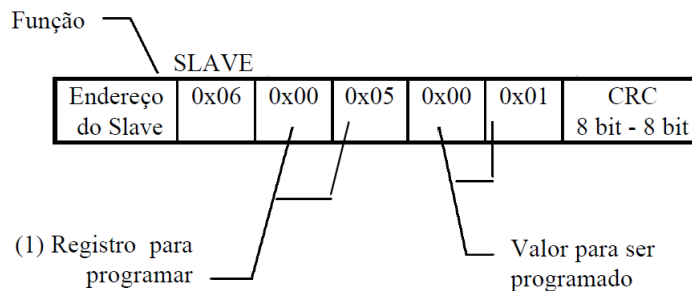 Função
SLAVE
Endereço do Slave
0x06
0x00
0x05
0x00
0x01
CRC
8 bit - 8 bit
(1) Registro para
programar
Valor para ser
programado